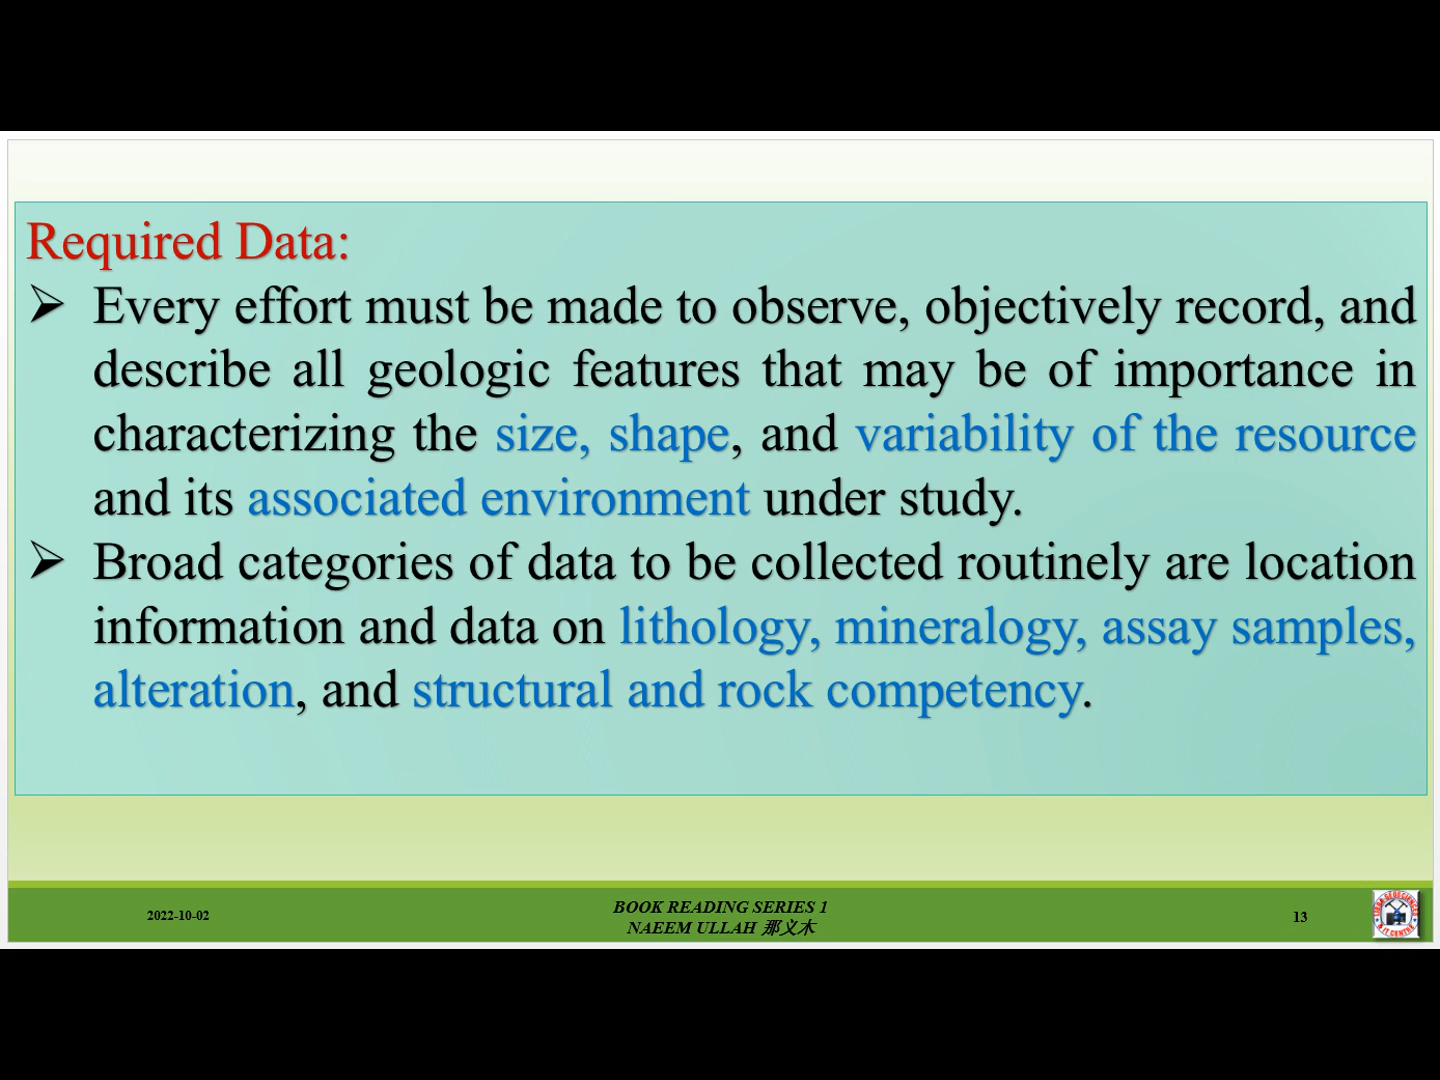 Required Data:
➢ Every effort must be made to observe, objectively record, and
describe all geologic features that may be of importance in
characterizing the size, shape, and variability of the resource
and its associated environment under study.
➢ Broad categories of data to be collected routinely are location
information and data on lithology, mineralogy, assay samples,
alteration, and structural and rock competency.
2022-10-02
BOOK READING SERIES 1
NAEEM ULLAH 那义木
13
& IT CENTRE